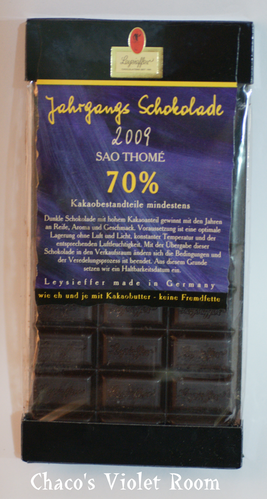 Leysieffer
Jahrgangs Schokolade
2009
SAO THOMÉ
70%
Kakaobestandteile mindestens
Dunkle Schokolade mit hohem Kakaoanteil gewinnt mit den Jahren
an Reife, Aroma und Geschmack. Voraussetzung ist eine optimale
Lagerung ohne Luft und Licht, konstanter Temperatur und der
entsprechenden Luftfeuchtigkeit. Mit der Übergabe dieser
Schokolade in den Verkaufsraum ändern sich die Bedingungen und
der Veredelungsprozess ist beendet. Aus diesem Grunde
setzen wir ein Haltbarkeitsdatum ein.
Leysieffer made in Germany
wie eh und je mit Kakaobutter - keine Fremdfette
Chaco's Violet Room